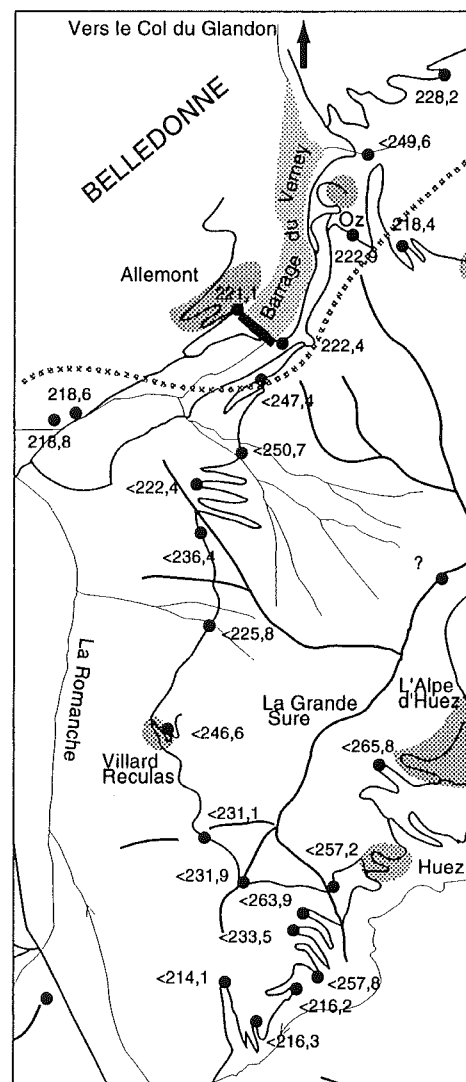 Vers le Col du Glandon
228,2
BELLEDONNE
<249,6
Barrage du Verney
Oz
218,4
222,9
Allemont
221,1
222,4
<247,4
218,6
218,8
<250,7
<222,4
<236,4
?
<225,8
La Romanche
L'Alpe
d'Huez
La Grande
Sure
<246,6
<265,8
Villard
Reculas
<231,1
<257,2
Huez
<231,9
<263,9
<233,5
<214,1
<257,8
<216,2
<216,3